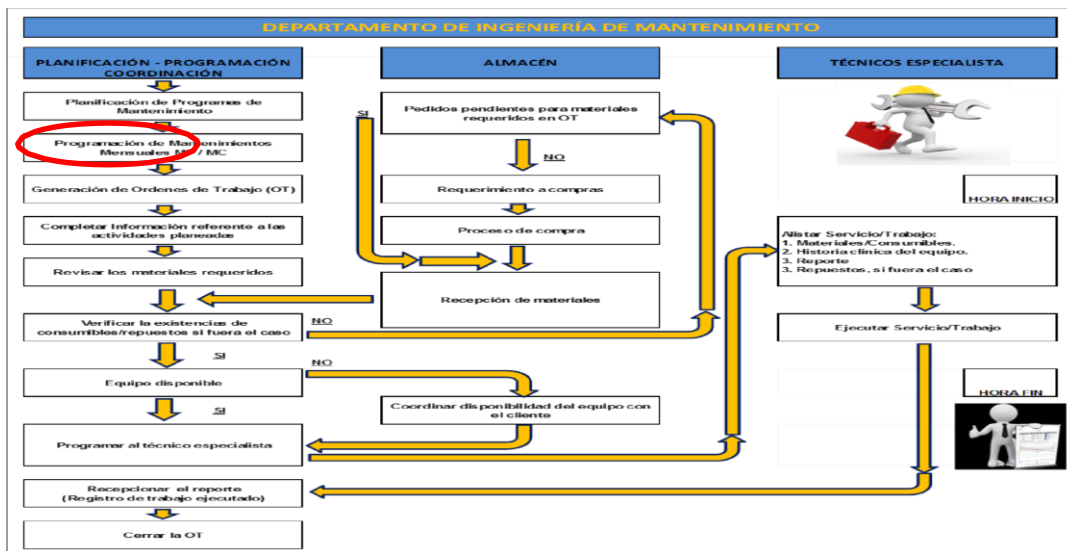 DEPARTAMENTO DE INGENIERÍA DE MANTENIMIENTO
PLANIFICACIÓN - PROGRAMACIÓN
COORDINACIÓN
Planificación de Programas de
Mantenimiento
Programación de Mantenimientos
Mensuales / MC
Generación de Ordenes de Trabajo (OT)
Completar Información referente a las
actividades planeadas
Revisar los materiales requeridos
Verificar la existencias de
consumibles/repuestos si fuera el caso
NO
SI
Equipo disponible
NO
SI
Programar al técnico especialista
Recepcionar el reporte
(Registro de trabajo ejecutado)
Cerrar la OT
ALMACÉN
SI
Pedidos pendientes para materiales
requeridos en OT
NO
Requerimiento a compras
Proceso de compra
Recepción de materiales
Coordinar disponibilidad del equipo con
el cliente
TÉCNICOS ESPECIALISTA
HORA INICIO
Alistar Servicio/Trabajo:
1. Materiales/Consumibles.
2. Historia clinica del equipo.
3. Reporte
3. Repuestos, si fuera el caso
Ejecutar Servicio/Trabajo
HORA FIN